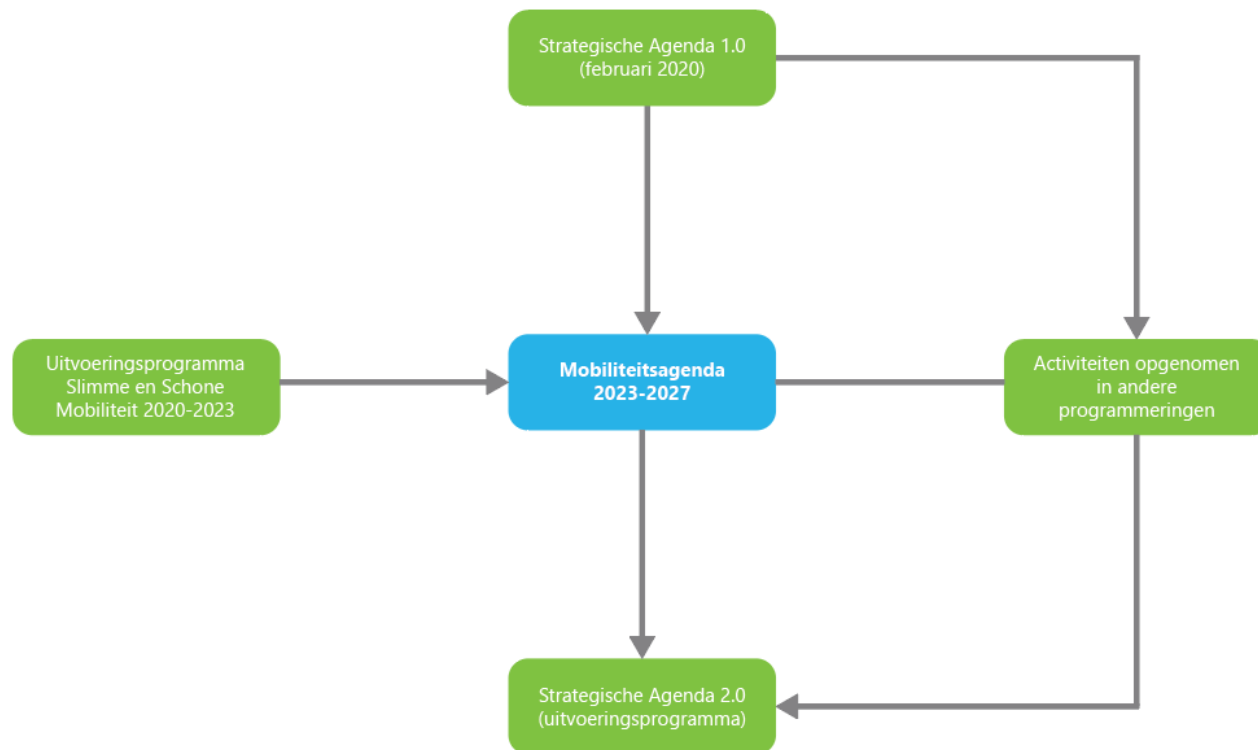 Strategische Agenda 1.0
(februari 2020)
Uitvoeringsprogramma
Slimme en Schone
Mobiliteit 2020-2023
Mobiliteitsagenda
2023-2027
Activiteiten opgenomen
in andere
programmeringen
Strategische Agenda 2.0
(uitvoeringsprogramma)